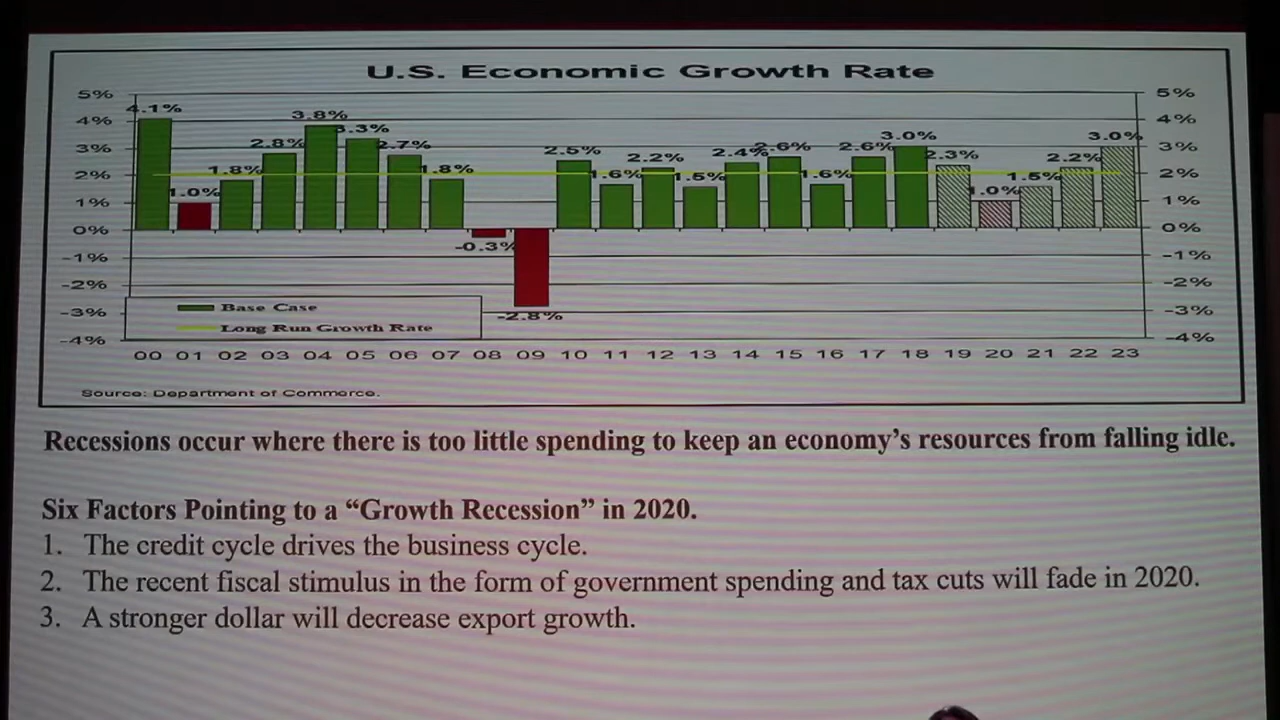 U.S. Economic Growth Rate
5% 5%
4.1% 3.8% 3.3% 2.8% 2.7% 1.8% 1.8% 1.0% 2.5% 1.6% 2.2% 1.5% 2.4% 2.6% 1.6% 2.6% 3.0% 2.3% 1.0% 1.5% 2.2% 3.0%
4% 4%
3% 3%
2% 2%
1% 1%
0% 0%
-0.3%
-1% -1%
-2% -2%
-3% -3%
-2.8%
-4% -4%
Base Case
Long Run Growth Rate
00 01 02 03 04 05 06 07 08 09 10 11 12 13 14 15 16 17 18 19 20 21 22 23
Source: Department of Commerce.
Recessions occur where there is too little spending to keep an economy’s resources from falling idle.
Six Factors Pointing to a “Growth Recession” in 2020.
1. The credit cycle drives the business cycle.
2. The recent fiscal stimulus in the form of government spending and tax cuts will fade in 2020.
3. A stronger dollar will decrease export growth.